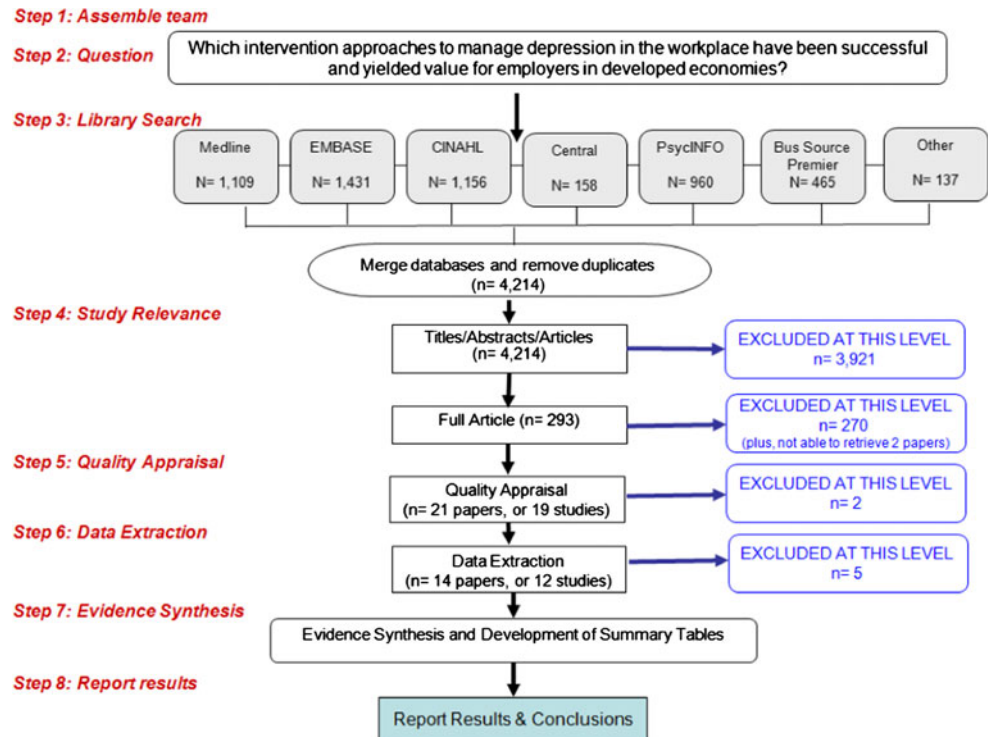 Step 1: Assemble team
Step 2: Question
Which intervention approaches to manage depression in the workplace have been successful
and yielded value for employers in developed economies?
Step 3: Library Search
Medline
N= 1,109
EMBASE
N= 1,431
CINAHL
N= 1,156
Central
N= 158
PsycINFO
N= 960
Bus Source
Premier
N= 465
Other
N= 137
Merge databases and remove duplicates
(n= 4,214)
Step 4: Study Relevance
Titles/Abstracts/Articles
(n= 4,214)
EXCLUDED AT THIS LEVEL
n= 3,921
Full Article (n= 293)
EXCLUDED AT THIS LEVEL
n= 270
(plus, not able to retrieve 2 papers)
Step 5: Quality Appraisal
Quality Appraisal
(n= 21 papers, or 19 studies)
EXCLUDED AT THIS LEVEL
n= 2
Step 6: Data Extraction
Data Extraction
(n= 14 papers, or 12 studies)
EXCLUDED AT THIS LEVEL
n= 5
Step 7: Evidence Synthesis
Evidence Synthesis and Development of Summary Tables
Step 8: Report results
Report Results & Conclusions